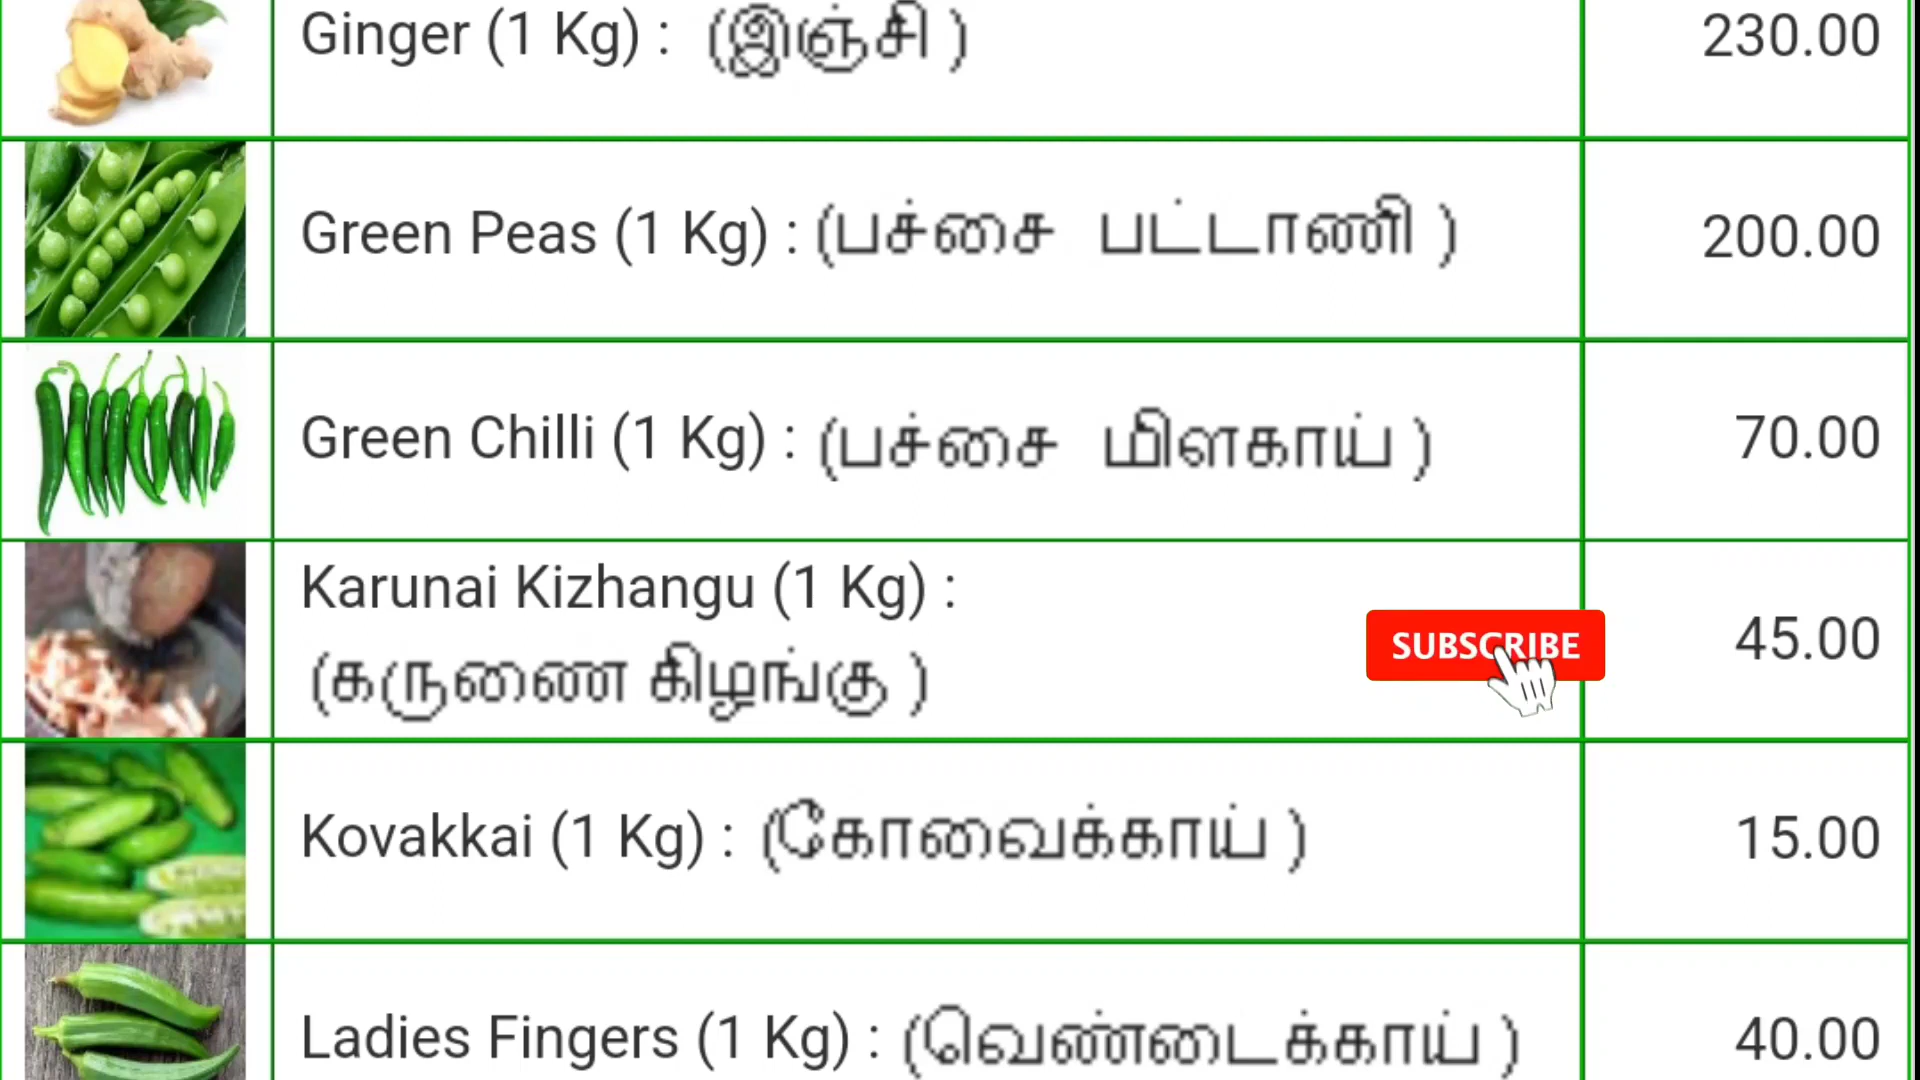 Ginger (1 Kg) : (இஞ்சி ) 230.00
Green Peas (1 Kg) : (பச்சை பட்டாணி ) 200.00
Green Chilli (1 Kg) : (பச்சை மிளகாய் ) 70.00
Karunai Kizhangu (1 Kg) :
(கருணை கிழங்கு ) 45.00
SUBSCRIBE
Kovakkai (1 Kg) : (கோவைக்காய் ) 15.00
Ladies Fingers (1 Kg) : (வெண்டைக்காய் ) 40.00